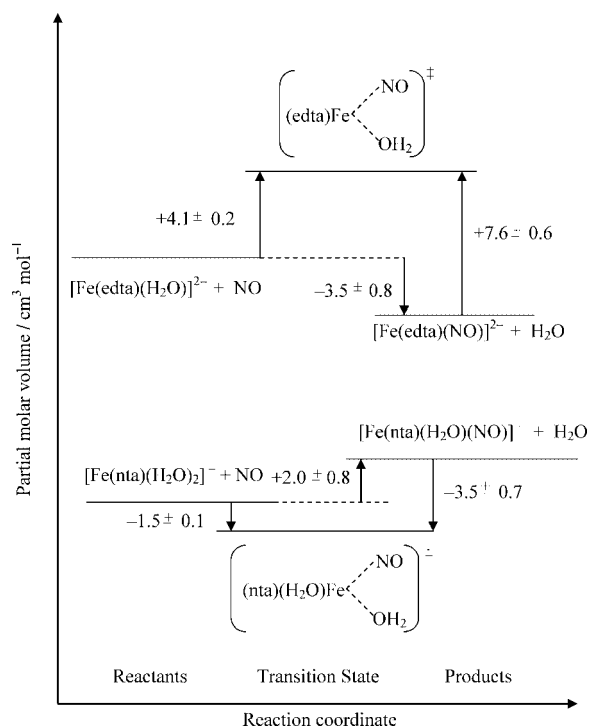 NO
(edta)Fe
OH₂
‡
+4.1 ± 0.2
+7.6 ± 0.6
[Fe(edta)(H₂O)]²⁻ + NO
–3.5 ± 0.8
[Fe(edta)(NO)]²⁻ + H₂O
[Fe(nta)(H₂O)(NO)]⁻ + H₂O
[Fe(nta)(H₂O)₂]⁻ + NO
+2.0 ± 0.8
–1.5 ± 0.1
–3.5 ± 0.7
NO
(nta)(H₂O)Fe
OH₂
Partial molar volume / cm³ mol⁻¹
Reactants Transition State Products
Reaction coordinate